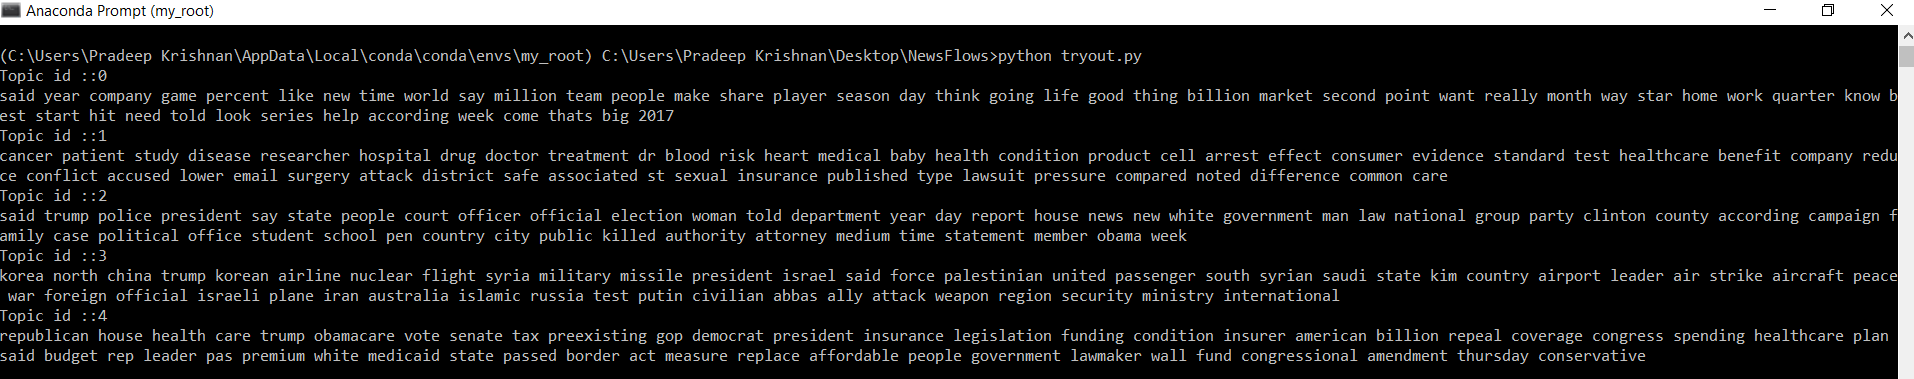 Anaconda Prompt (my_root)
(C:\Users\Pradeep Krishnan\AppData\Local\conda\conda\envs\my_root) C:\Users\Pradeep Krishnan\Desktop\NewsFlows>python tryout.py
Topic id ::0
said year company game percent like new time world say million team people make share player season day think going life good thing billion market second point want really month way star home work quarter know b
est start hit need told look series help according week come thats big 2017
Topic id ::1
cancer patient study disease researcher hospital drug doctor treatment dr blood risk heart medical baby health condition product cell arrest effect consumer evidence standard test healthcare benefit company redu
ce conflict accused lower email surgery attack district safe associated st sexual insurance published type lawsuit pressure compared noted difference common care
Topic id ::2
said trump police president say state people court officer official election woman told department year day report house news new white government man law national group party clinton county according campaign f
amily case political office student school pen country city public killed authority attorney medium time statement member obama week
Topic id ::3
korea north china trump korean airline nuclear flight syria military missile president israel said force palestinian united passenger south syrian saudi state kim country airport leader air strike aircraft peace
war foreign official israeli plane iran australia islamic russia test putin civilian abbas ally attack weapon region security ministry international
Topic id ::4
republican house health care trump obamacare vote senate tax preexisting gop democrat president insurance legislation funding condition insurer american billion repeal coverage congress spending healthcare plan
said budget rep leader pas premium white medicaid state passed border act measure replace affordable people government lawmaker wall fund congressional amendment thursday conservative